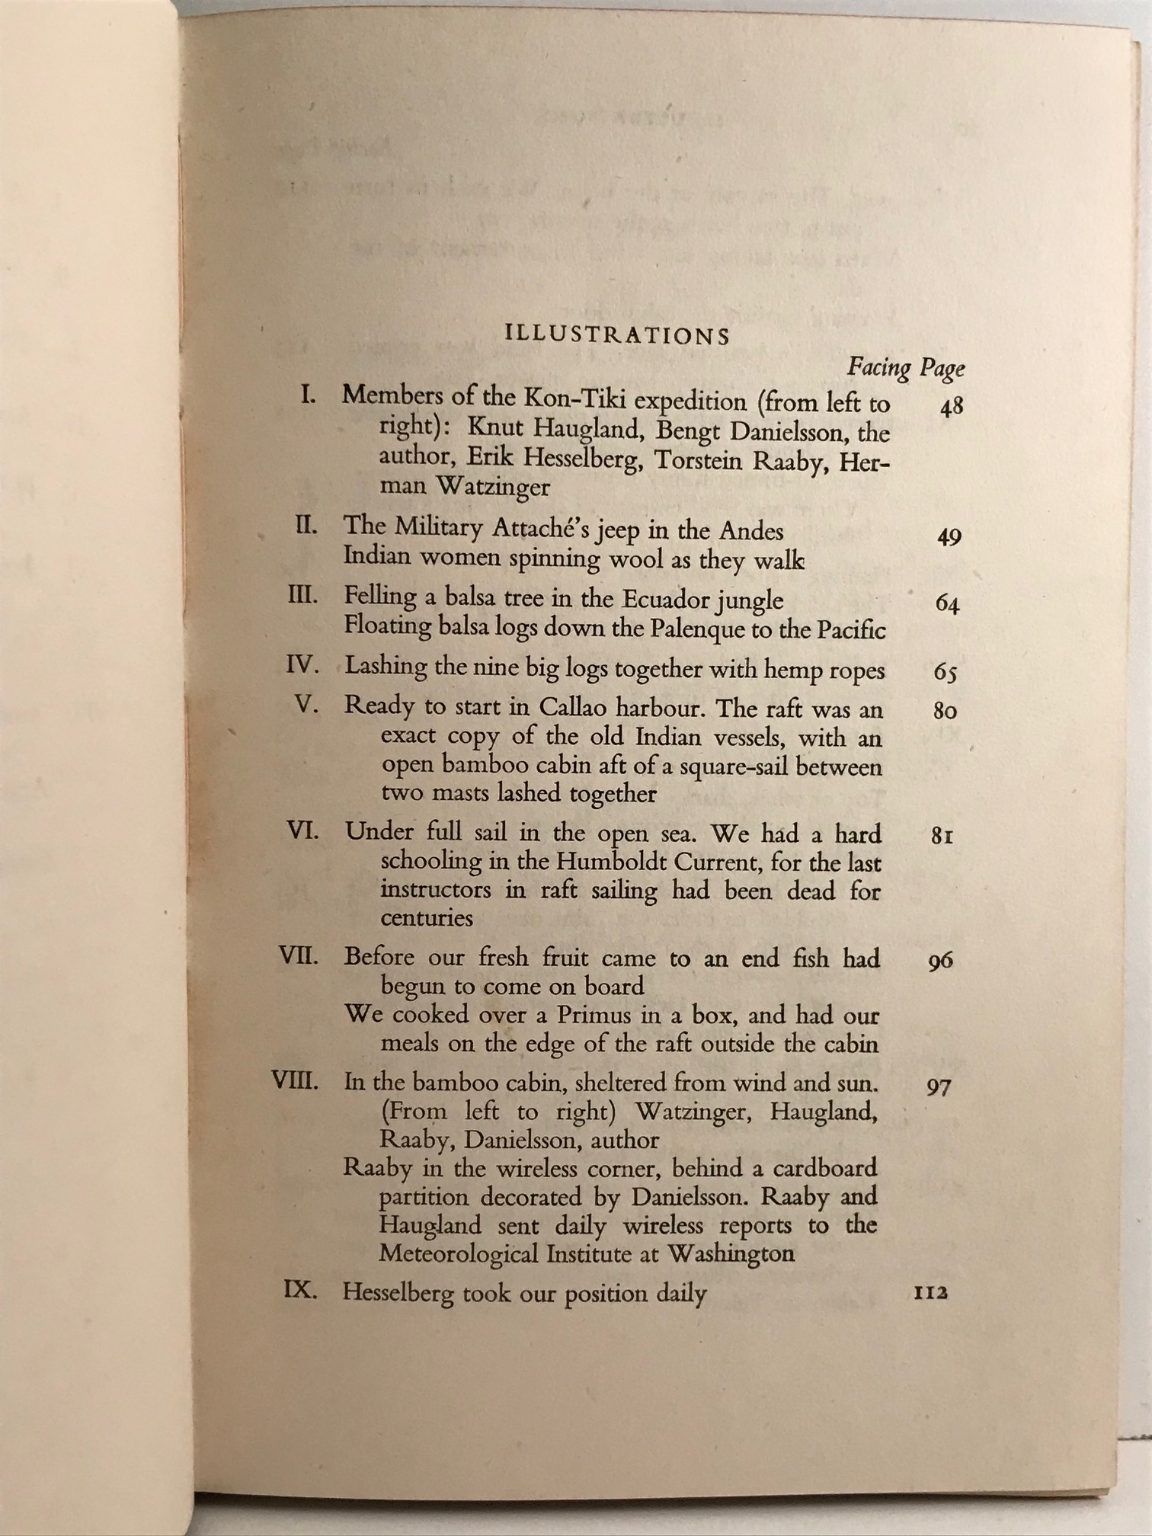 ILLUSTRATIONS
Facing Page
I. Members of the Kon-Tiki expedition (from left to 48
right): Knut Haugland, Bengt Danielsson, the
author, Erik Hesselberg, Torstein Raaby, Her-
man Watzinger
II. The Military Attaché's jeep in the Andes 49
Indian women spinning wool as they walk
III. Felling a balsa tree in the Ecuador jungle 64
Floating balsa logs down the Palenque to the Pacific
IV. Lashing the nine big logs together with hemp ropes 65
V. Ready to start in Callao harbour. The raft was an 80
exact copy of the old Indian vessels, with an
open bamboo cabin aft of a square-sail between
two masts lashed together
VI. Under full sail in the open sea. We had a hard 81
schooling in the Humboldt Current, for the last
instructors in raft sailing had been dead for
centuries
VII. Before our fresh fruit came to an end fish had 96
begun to come on board
We cooked over a Primus in a box, and had our
meals on the edge of the raft outside the cabin
VIII. In the bamboo cabin, sheltered from wind and sun. 97
(From left to right) Watzinger, Haugland,
Raaby, Danielsson, author
Raaby in the wireless corner, behind a cardboard
partition decorated by Danielsson. Raaby and
Haugland sent daily wireless reports to the
Meteorological Institute at Washington
IX. Hesselberg took our position daily 112